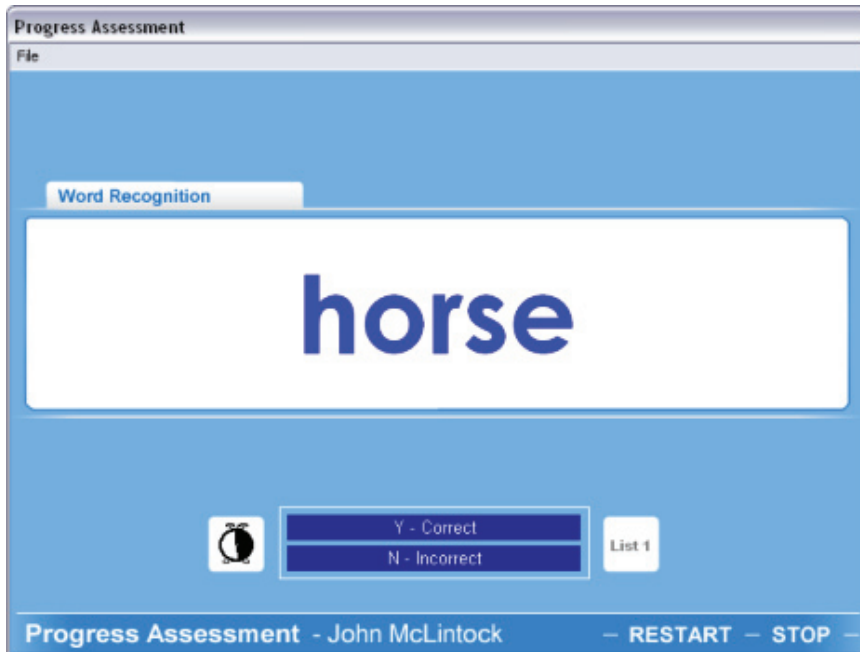 Progress Assessment
File
Word Recognition
horse
Y - Correct
N - Incorrect
List 1
Progress Assessment - John McLintock – RESTART – STOP –